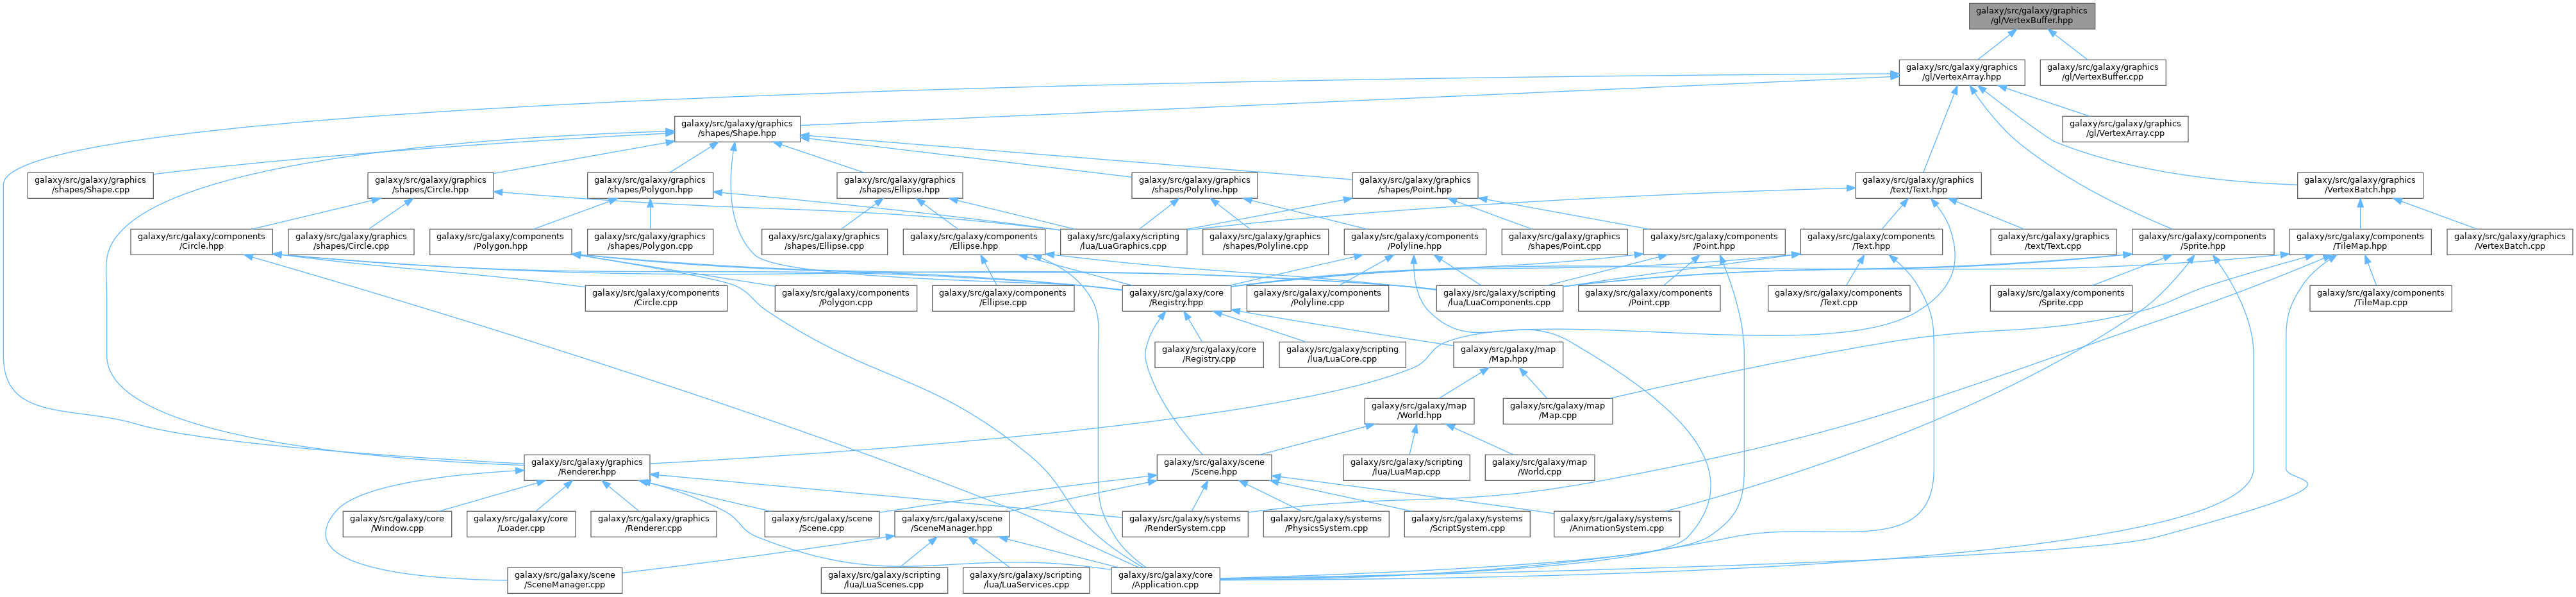 galaxy/src/galaxy/graphics
/gl/VertexBuffer.hpp
galaxy/src/galaxy/graphics
/gl/VertexArray.hpp
galaxy/src/galaxy/graphics
/gl/VertexBuffer.cpp
galaxy/src/galaxy/graphics
/shapes/Shape.hpp
galaxy/src/galaxy/graphics
/gl/VertexArray.cpp
galaxy/src/galaxy/graphics
/shapes/Shape.cpp
galaxy/src/galaxy/graphics
/shapes/Circle.hpp
galaxy/src/galaxy/graphics
/shapes/Polygon.hpp
galaxy/src/galaxy/graphics
/shapes/Ellipse.hpp
galaxy/src/galaxy/graphics
/shapes/Polyline.hpp
galaxy/src/galaxy/graphics
/shapes/Point.hpp
galaxy/src/galaxy/graphics
/text/Text.hpp
galaxy/src/galaxy/graphics
/VertexBatch.hpp
galaxy/src/galaxy/components
/Circle.hpp
galaxy/src/galaxy/graphics
/shapes/Circle.cpp
galaxy/src/galaxy/components
/Polygon.hpp
galaxy/src/galaxy/graphics
/shapes/Polygon.cpp
galaxy/src/galaxy/graphics
/shapes/Ellipse.cpp
galaxy/src/galaxy/components
/Ellipse.hpp
galaxy/src/galaxy/scripting
/lua/LuaGraphics.cpp
galaxy/src/galaxy/graphics
/shapes/Polyline.cpp
galaxy/src/galaxy/components
/Polyline.hpp
galaxy/src/galaxy/graphics
/shapes/Point.cpp
galaxy/src/galaxy/components
/Point.hpp
galaxy/src/galaxy/components
/Text.hpp
galaxy/src/galaxy/graphics
/text/Text.cpp
galaxy/src/galaxy/components
/Sprite.hpp
galaxy/src/galaxy/components
/TileMap.hpp
galaxy/src/galaxy/graphics
/VertexBatch.cpp
galaxy/src/galaxy/components
/Circle.cpp
galaxy/src/galaxy/components
/Polygon.cpp
galaxy/src/galaxy/components
/Ellipse.cpp
galaxy/src/galaxy/core
/Registry.hpp
galaxy/src/galaxy/components
/Polyline.cpp
galaxy/src/galaxy/scripting
/lua/LuaComponents.cpp
galaxy/src/galaxy/components
/Point.cpp
galaxy/src/galaxy/components
/Text.cpp
galaxy/src/galaxy/components
/Sprite.cpp
galaxy/src/galaxy/components
/TileMap.cpp
galaxy/src/galaxy/core
/Registry.cpp
galaxy/src/galaxy/scripting
/lua/LuaCore.cpp
galaxy/src/galaxy/map
/Map.hpp
galaxy/src/galaxy/map
/World.hpp
galaxy/src/galaxy/map
/Map.cpp
galaxy/src/galaxy/graphics
/Renderer.hpp
galaxy/src/galaxy/scene
/Scene.hpp
galaxy/src/galaxy/scripting
/lua/LuaMap.cpp
galaxy/src/galaxy/map
/World.cpp
galaxy/src/galaxy/core
/Window.cpp
galaxy/src/galaxy/core
/Loader.cpp
galaxy/src/galaxy/graphics
/Renderer.cpp
galaxy/src/galaxy/scene
/Scene.cpp
galaxy/src/galaxy/scene
/SceneManager.hpp
galaxy/src/galaxy/systems
/RenderSystem.cpp
galaxy/src/galaxy/systems
/PhysicsSystem.cpp
galaxy/src/galaxy/systems
/ScriptSystem.cpp
galaxy/src/galaxy/systems
/AnimationSystem.cpp
galaxy/src/galaxy/scene
/SceneManager.cpp
galaxy/src/galaxy/scripting
/lua/LuaScenes.cpp
galaxy/src/galaxy/scripting
/lua/LuaServices.cpp
galaxy/src/galaxy/core
/Application.cpp